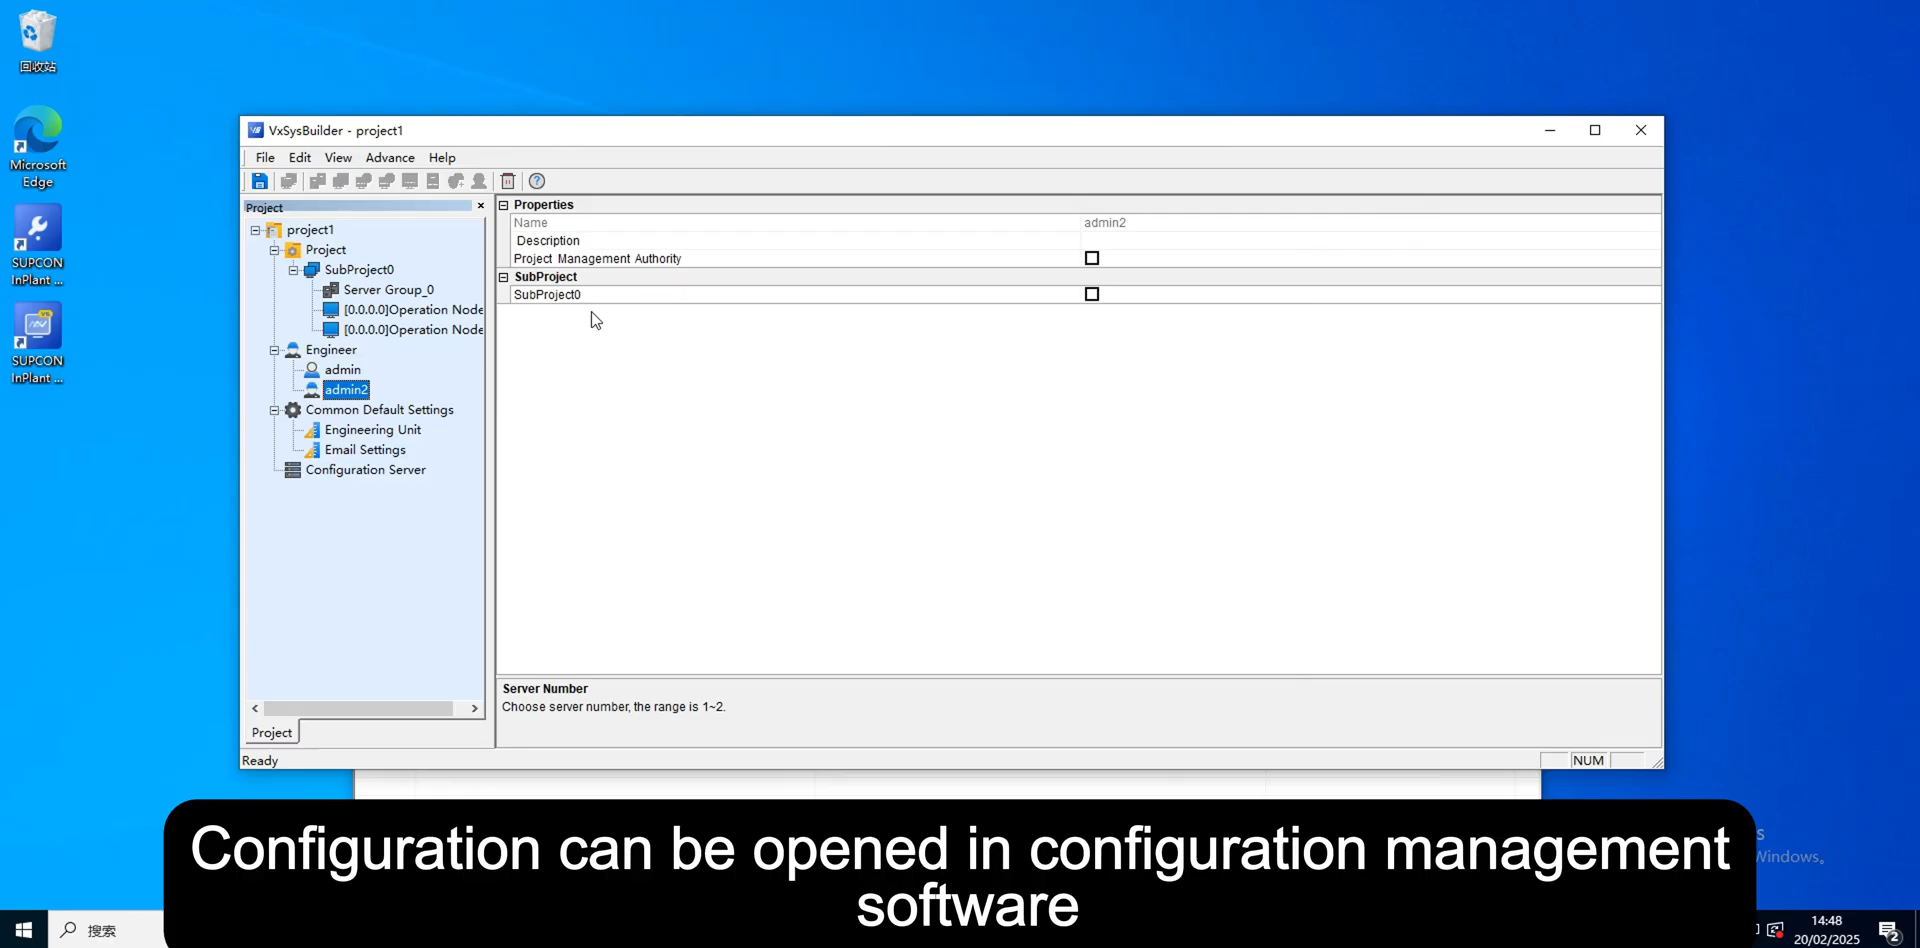 回收站
Microsoft
Edge
SUPCON
InPlant ...
SUPCON
InPlant ...
VxSysBuilder - project1
File Edit View Advance Help
Project
project1
Project
SubProject0
Server Group_0
[0.0.0.0]Operation Node
[0.0.0.0]Operation Node
Engineer
admin
admin2
Common Default Settings
Engineering Unit
Email Settings
Configuration Server
Project
Properties
Name admin2
Description
Project Management Authority
SubProject
SubProject0
Server Number
Choose server number, the range is 1~2.
Ready
NUM
Configuration can be opened in configuration management
software
Windows。
搜索
14:48
20/02/2025
2